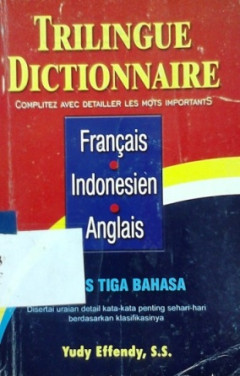 TRILINGUE
DICTIONNAIRE
COMPLITEZ AVEC DETAILLER LES MOTS IMPORTANTS
Français
Indonesien
Anglais
S TIGA BAHASA
Disertai uraian detail kata-kata penting sehari-hari
berdasarkan klasifikasinya
Yudy Effendy, S.S.